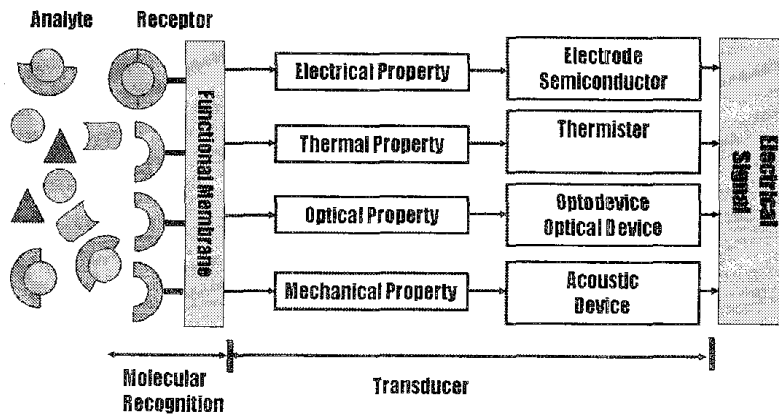 Analyte
Receptor
Functional Membrane
Electrical Property
Electrode
Semiconductor
Thermal Property
Thermister
Optical Property
Optodevice
Optical Device
Mechanical Property
Acoustic
Device
Electrical
Signal
Molecular
Recognition
Transducer